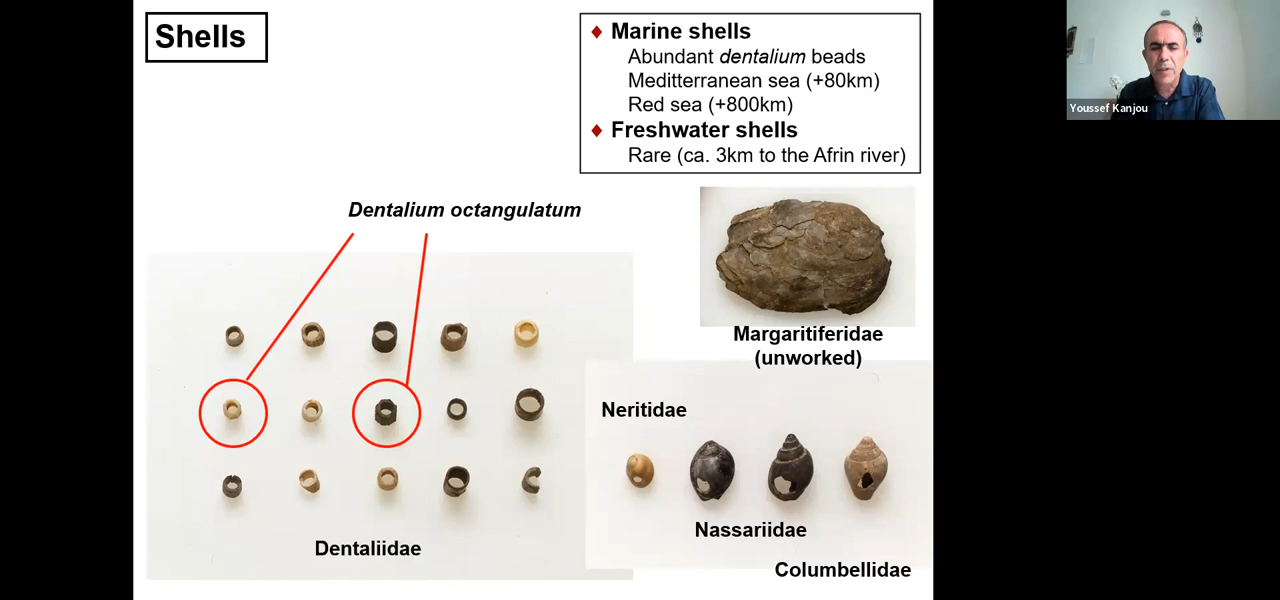 Shells
♦ Marine shells
Abundant dentalium beads
Meditterranean sea (+80km)
Red sea (+800km)
♦ Freshwater shells
Rare (ca. 3km to the Afrin river)
Youssef Kanjou
Dentalium octangulatum
Margaritiferidae
(unworked)
Neritidae
Nassariidae
Dentaliidae
Columbellidae